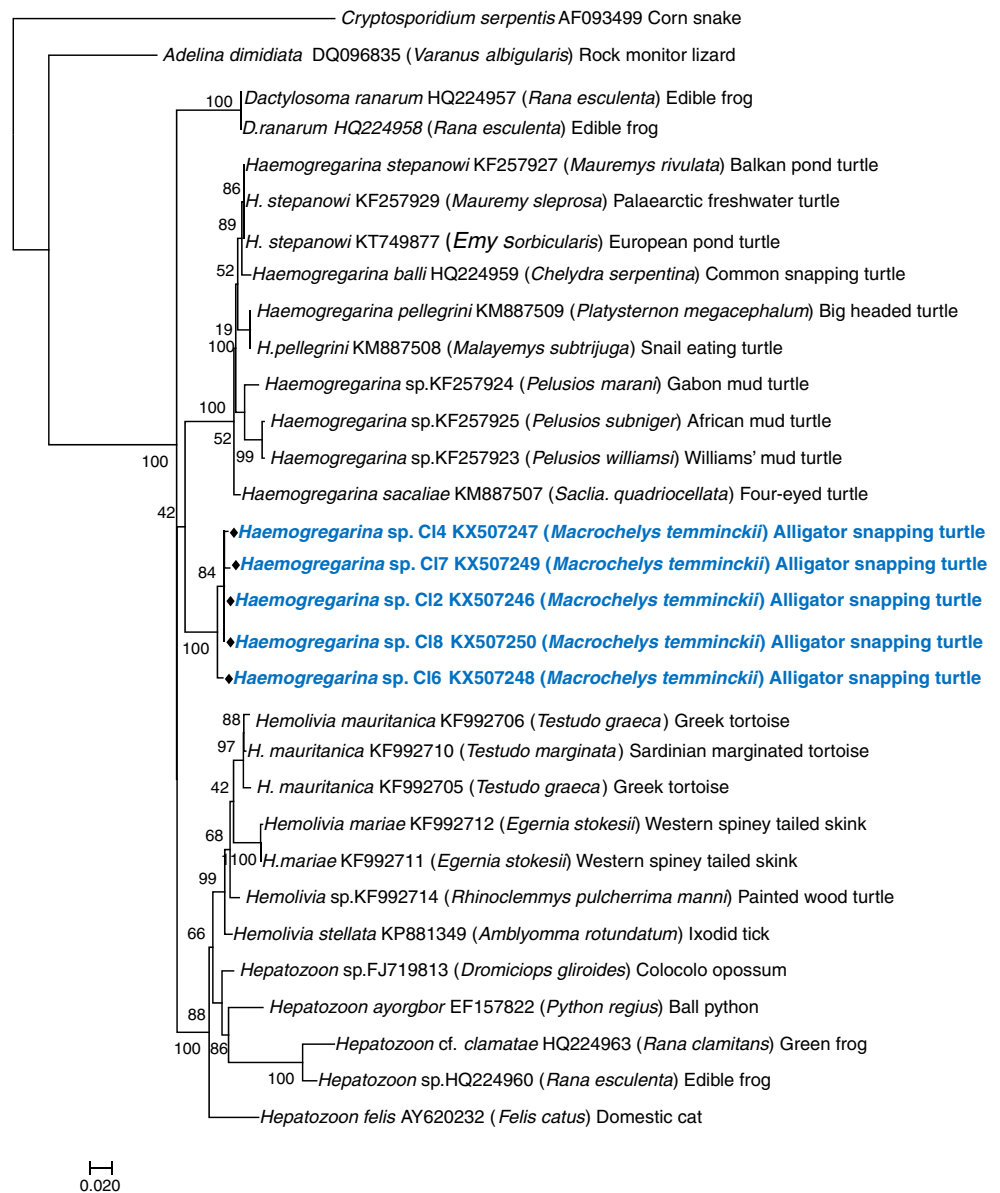 Cryptosporidium serpentis AF093499 Corn snake
Adelina dimidiata DQ096835 (Varanus albigularis) Rock monitor lizard
100
Dactylosoma ranarum HQ224957 (Rana esculenta) Edible frog
D.ranarum HQ224958 (Rana esculenta) Edible frog
Haemogregarina stepanowi KF257927 (Mauremys rivulata) Balkan pond turtle
86
H. stepanowi KF257929 (Mauremy sleprosa) Palaearctic freshwater turtle
89
H. stepanowi KT749877 (Emy sorbicularis) European pond turtle
52
Haemogregarina balli HQ224959 (Chelydra serpentina) Common snapping turtle
Haemogregarina pellegrini KM887509 (Platysternon megacephalum) Big headed turtle
19
100
H.pellegrini KM887508 (Malayemys subtrijuga) Snail eating turtle
Haemogregarina sp.KF257924 (Pelusios marani) Gabon mud turtle
100
Haemogregarina sp.KF257925 (Pelusios subniger) African mud turtle
52
99
Haemogregarina sp.KF257923 (Pelusios williamsi) Williams' mud turtle
100
Haemogregarina sacaliae KM887507 (Saclia. quadriocellata) Four-eyed turtle
42
Haemogregarina sp. Cl4 KX507247 (Macrochelys temminckii) Alligator snapping turtle
Haemogregarina sp. Cl7 KX507249 (Macrochelys temminckii) Alligator snapping turtle
84
Haemogregarina sp. Cl2 KX507246 (Macrochelys temminckii) Alligator snapping turtle
Haemogregarina sp. Cl8 KX507250 (Macrochelys temminckii) Alligator snapping turtle
100
Haemogregarina sp. Cl6 KX507248 (Macrochelys temminckii) Alligator snapping turtle
88
Hemolivia mauritanica KF992706 (Testudo graeca) Greek tortoise
97
H. mauritanica KF992710 (Testudo marginata) Sardinian marginated tortoise
42
H. mauritanica KF992705 (Testudo graeca) Greek tortoise
Hemolivia mariae KF992712 (Egernia stokesii) Western spiney tailed skink
68
100
H.mariae KF992711 (Egernia stokesii) Western spiney tailed skink
99
Hemolivia sp.KF992714 (Rhinoclemmys pulcherrima manni) Painted wood turtle
66
Hemolivia stellata KP881349 (Amblyomma rotundatum) Ixodid tick
Hepatozoon sp.FJ719813 (Dromiciops gliroides) Colocolo opossum
Hepatozoon ayorgbor EF157822 (Python regius) Ball python
88
100
86
Hepatozoon cf. clamatae HQ224963 (Rana clamitans) Green frog
100
Hepatozoon sp.HQ224960 (Rana esculenta) Edible frog
Hepatozoon felis AY620232 (Felis catus) Domestic cat
0.020